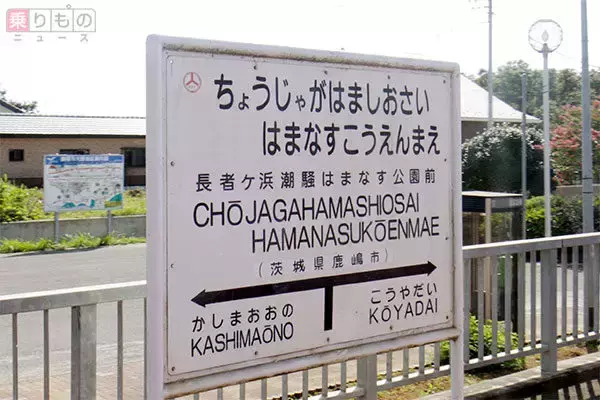 乗りもの
ニュース
ちょうじゃがはましおさい
はまなすこうえんまえ
長者ヶ浜潮騒はまなす公園前
CHŌJAGAHAMASHIOSAI
HAMANASUKŌENMAE
(茨城県鹿嶋市)
かしまおおの
KASHIMAŌNO
こうやだい
KŌYADAI